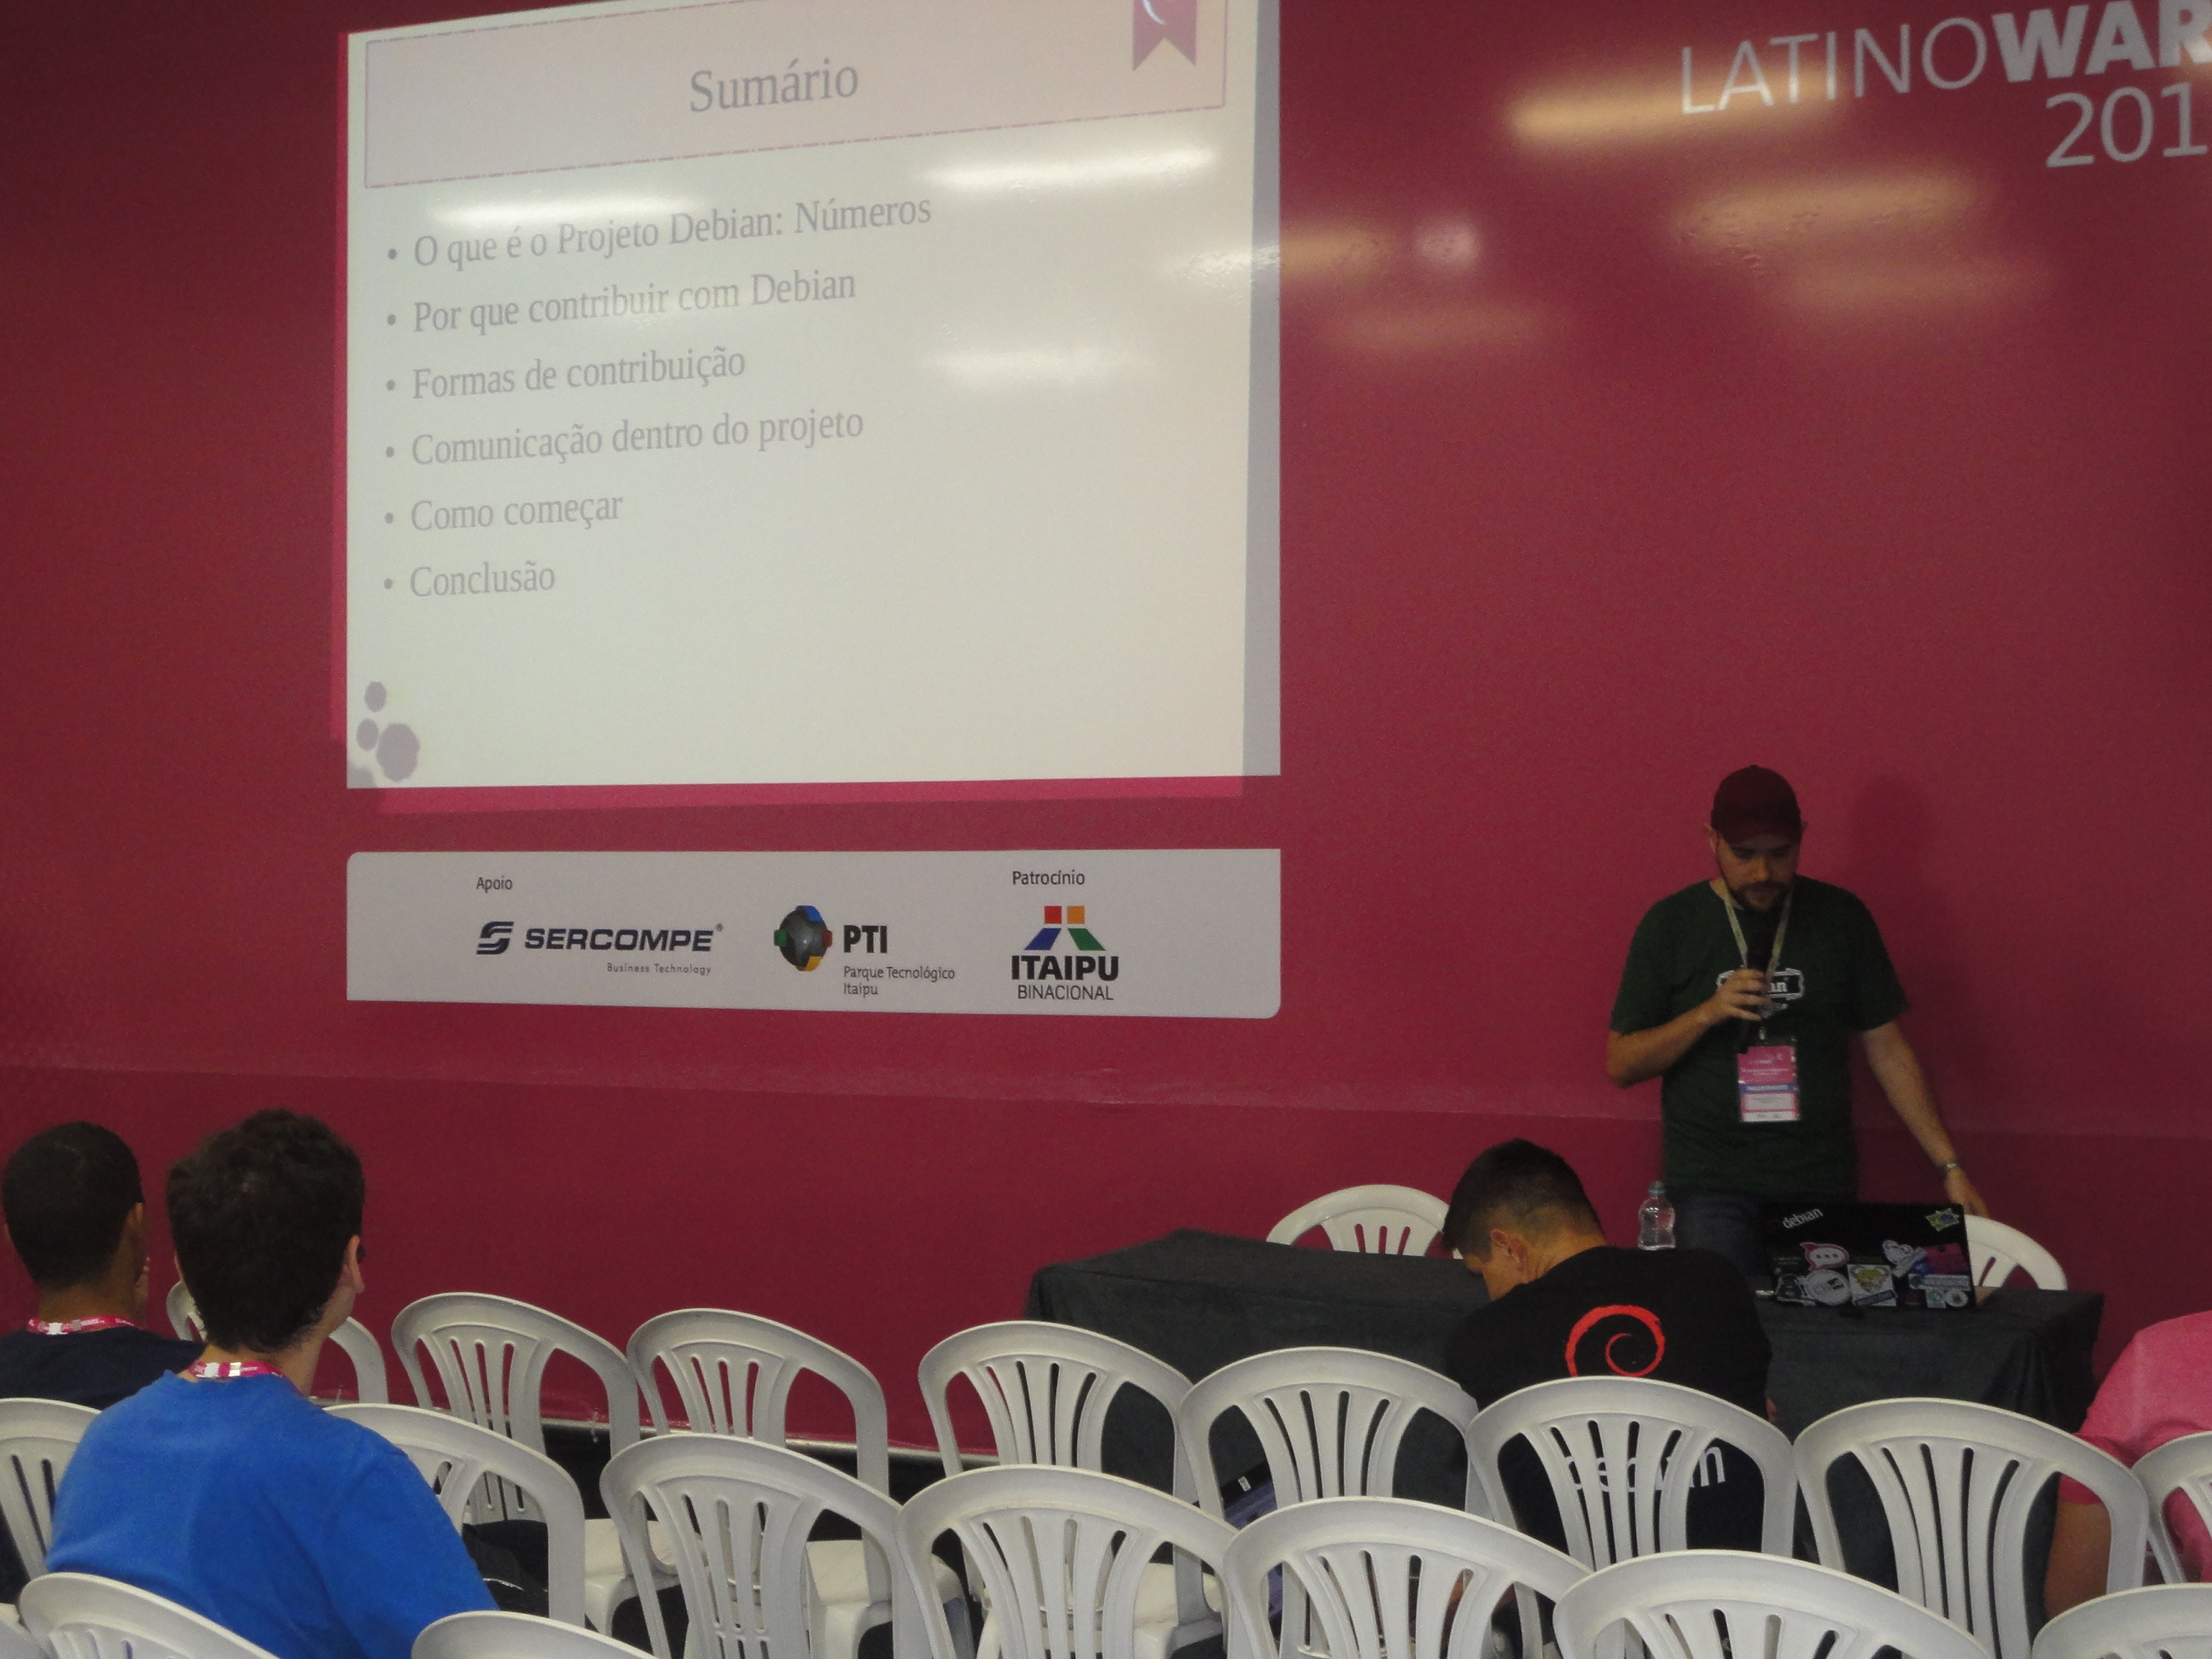 Sumário
• O que é o Projeto Debian: Números
• Por que contribuir com Debian
• Formas de contribuição
• Comunicação dentro do projeto
• Como começar
• Conclusão
LATINOWAR
201
Apoio
SERCOMPE®
Business Technology
PTI
Parque Tecnológico
Itaipu
Patrocínio
ITAIPU
BINACIONAL
debian